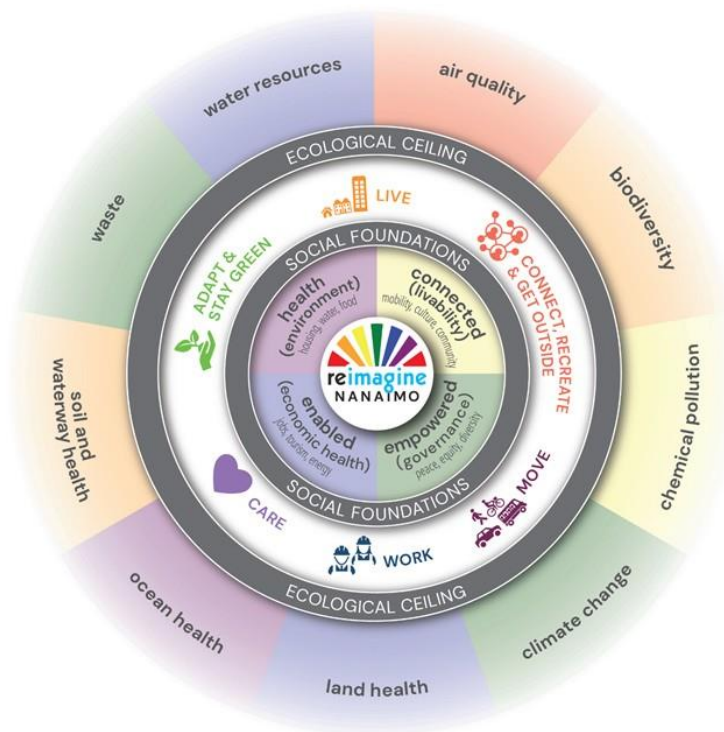 water resources
air quality
biodiversity
chemical pollution
climate change
land health
ocean health
soil and
waterway health
waste
ECOLOGICAL CEILING
LIVE
CONNECT, RECREATE
& GET OUTSIDE
MOVE
WORK
CARE
ADAPT &
STAY GREEN
ECOLOGICAL CEILING
SOCIAL FOUNDATIONS
health
(environment)
housing, water, food
connected
(livability)
mobility, culture, community
reimagine
NANAIMO
enabled
(economic health)
jobs, tourism, energy
empowered
(governance)
peace, equity, diversity
SOCIAL FOUNDATIONS